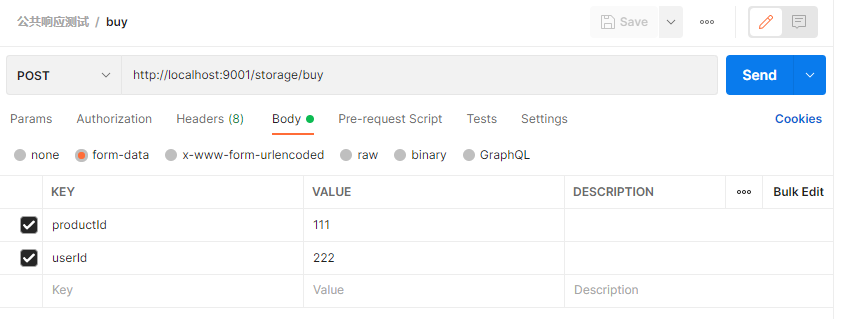 公共响应测试 / buy
Save
POST http://localhost:9001/storage/buy Send
Params Authorization Headers (8) Body Pre-request Script Tests Settings Cookies
none form-data x-www-form-urlencoded raw binary GraphQL
KEY VALUE DESCRIPTION Bulk Edit
productId 111
userId 222
Key Value Description